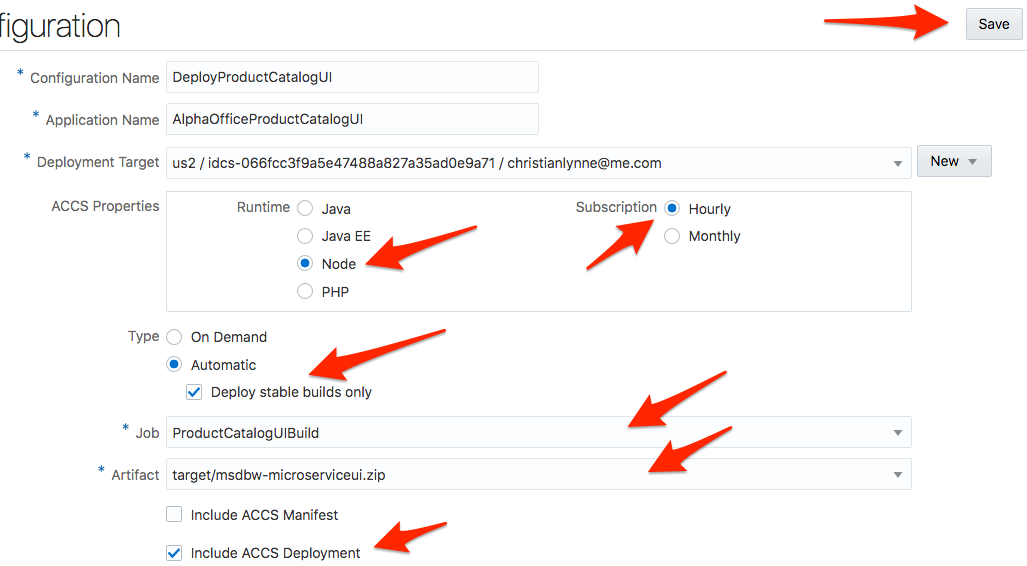 figuration
Save
* Configuration Name DeployProductCatalogUI
* Application Name AlphaOfficeProductCatalogUI
* Deployment Target us2 / idcs-066fcc3f9a5e47488a827a35ad0e9a71 / christianlynne@me.com New
ACCS Properties Runtime Java Subscription Hourly
Java EE Monthly
Node
PHP
Type On Demand
Automatic
Deploy stable builds only
* Job ProductCatalogUIBuild
* Artifact target/msdbw-microserviceui.zip
Include ACCS Manifest
Include ACCS Deployment